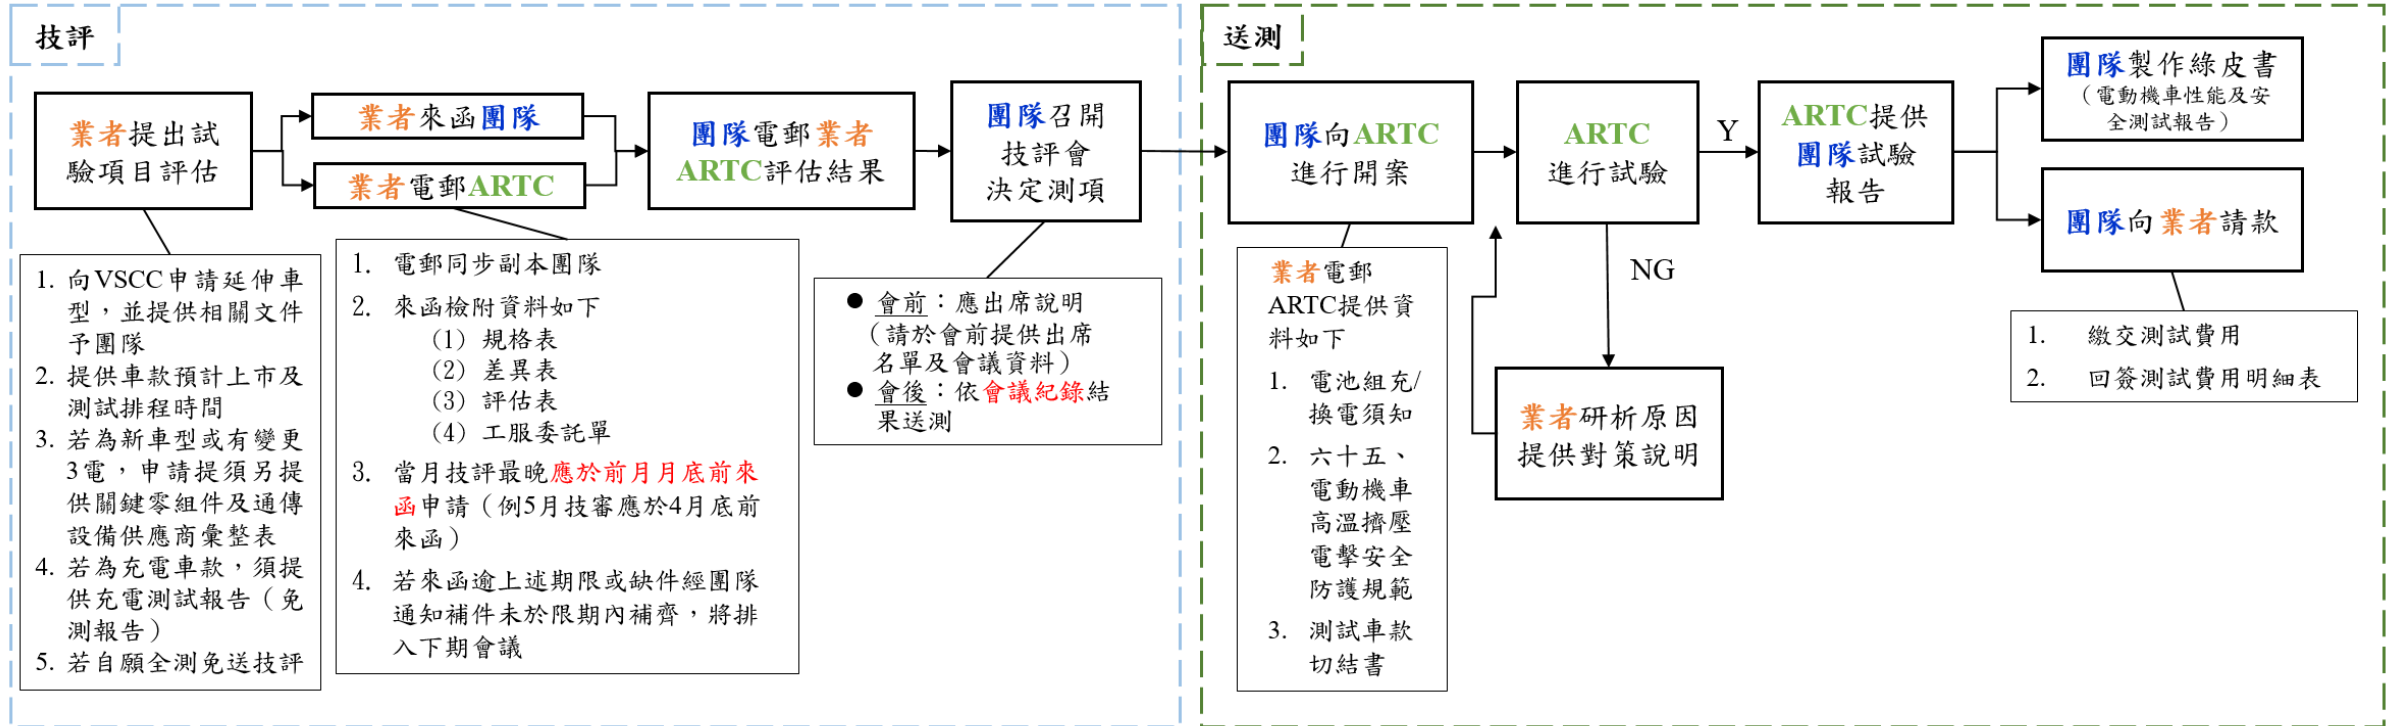 技評
業者提出試
驗項目評估
業者來函團隊
業者電郵ARTC
團隊電郵業者
ARTC評估結果
團隊召開
技評會
決定測項
1. 向VSCC申請延伸車
型，並提供相關文件
予團隊
2. 提供車款預計上市及
測試排程時間
3. 若為新車型或有變更
3電，申請提須另提
供關鍵零組件及通傳
設備供應商彙整表
4. 若為充電車款，須提
供充電測試報告（免
測報告）
5. 若自願全測免送技評
1. 電郵同步副本團隊
2. 來函檢附資料如下
(1) 規格表
(2) 差異表
(3) 評估表
(4) 工服委託單
3. 當月技評最晚應於前月月底前來
函申請（例5月技審應於4月底前
來函）
4. 若來函逾上述期限或缺件經團隊
通知補件未於限期內補齊，將排
入下期會議
● 會前：應出席說明
（請於會前提供出席
名單及會議資料）
● 會後：依會議紀錄結
果送測
送測
團隊向ARTC
進行開案
ARTC
進行試驗
Y
NG
ARTC提供
團隊試驗
報告
團隊製作綠皮書
（電動機車性能及安
全測試報告）
團隊向業者請款
業者電郵
ARTC提供資
料如下
1. 電池組充/
換電須知
2. 六十五、
電動機車
高溫擠壓
電擊安全
防護規範
3. 測試車款
切結書
業者研析原因
提供對策說明
1. 繳交測試費用
2. 回簽測試費用明細表